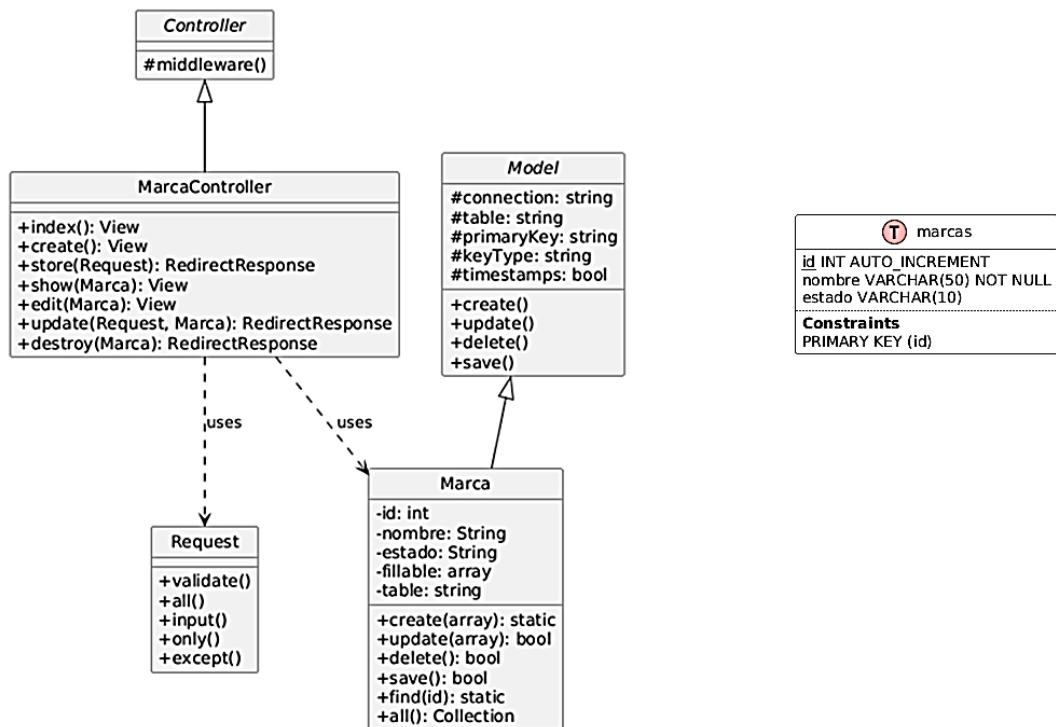 Controller
#middleware()
MarcaController
+index(): View
+create(): View
+store(Request): RedirectResponse
+show(Marca): View
+edit(Marca): View
+update(Request, Marca): RedirectResponse
+destroy(Marca): RedirectResponse
Model
#connection: string
#table: string
#primaryKey: string
#keyType: string
#timestamps: bool
+create()
+update()
+delete()
+save()
T marcas
id INT AUTO_INCREMENT
nombre VARCHAR(50) NOT NULL
estado VARCHAR(10)
Constraints
PRIMARY KEY (id)
uses
uses
Request
+validate()
+all()
+input()
+only()
+except()
Marca
-id: int
-nombre: String
-estado: String
-fillable: array
-table: string
+create(array): static
+update(array): bool
+delete(): bool
+save(): bool
+find(id): static
+all(): Collection